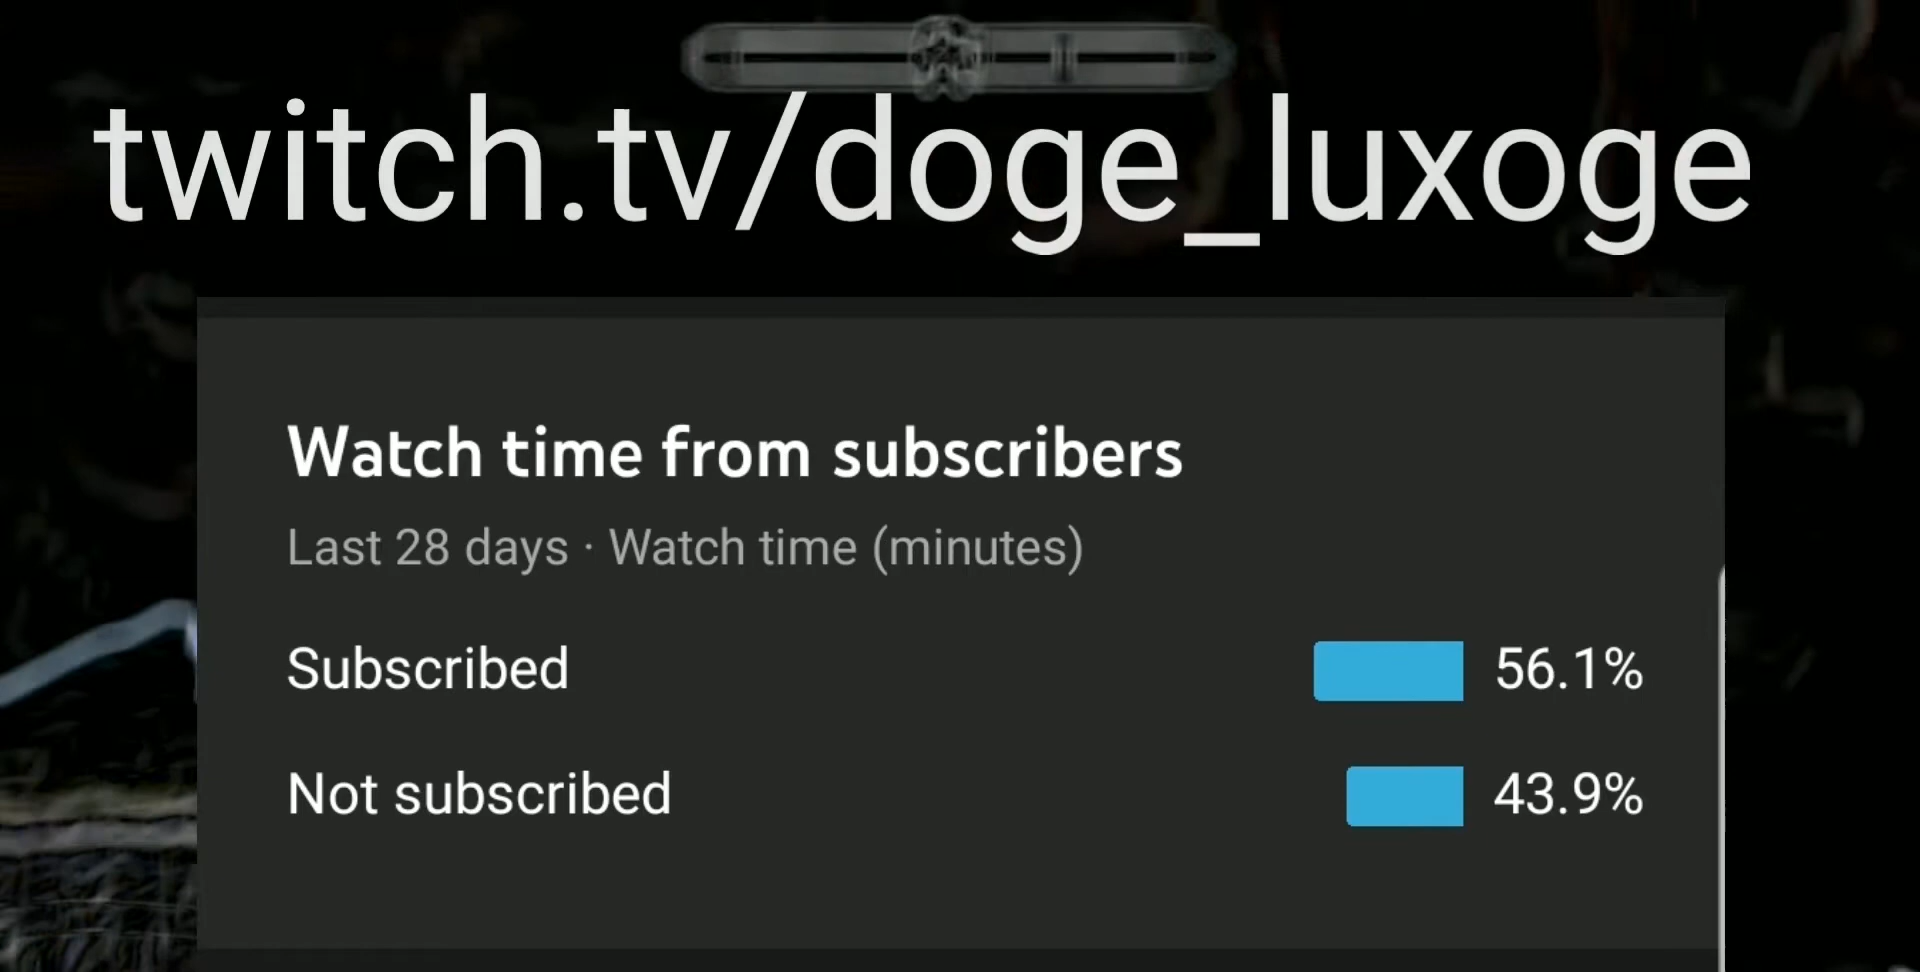 twitch.tv/doge_luxoge
Watch time from subscribers
Last 28 days · Watch time (minutes)
Subscribed 56.1%
Not subscribed 43.9%